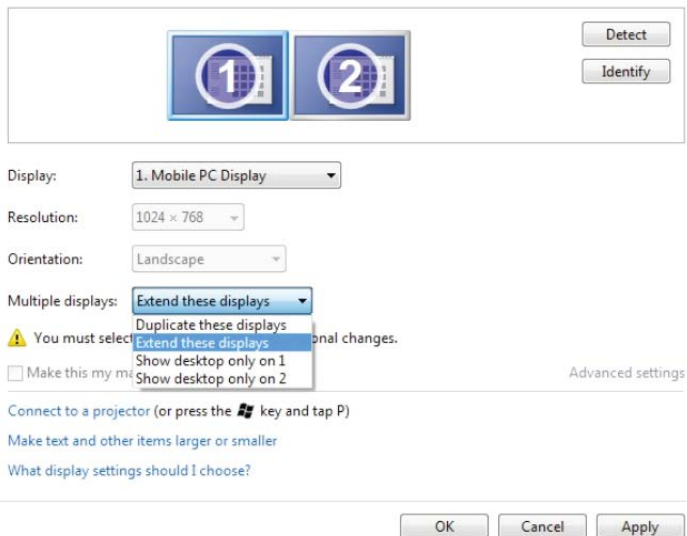 1
2
Detect
Identify
Display: 1. Mobile PC Display
Resolution: 1024 × 768
Orientation: Landscape
Multiple displays: Extend these displays
Duplicate these displays
Extend these displays
Show desktop only on 1
Show desktop only on 2
You must select onal changes.
Make this my ma
Advanced settings
Connect to a projector (or press the key and tap P)
Make text and other items larger or smaller
What display settings should I choose?
OK Cancel Apply